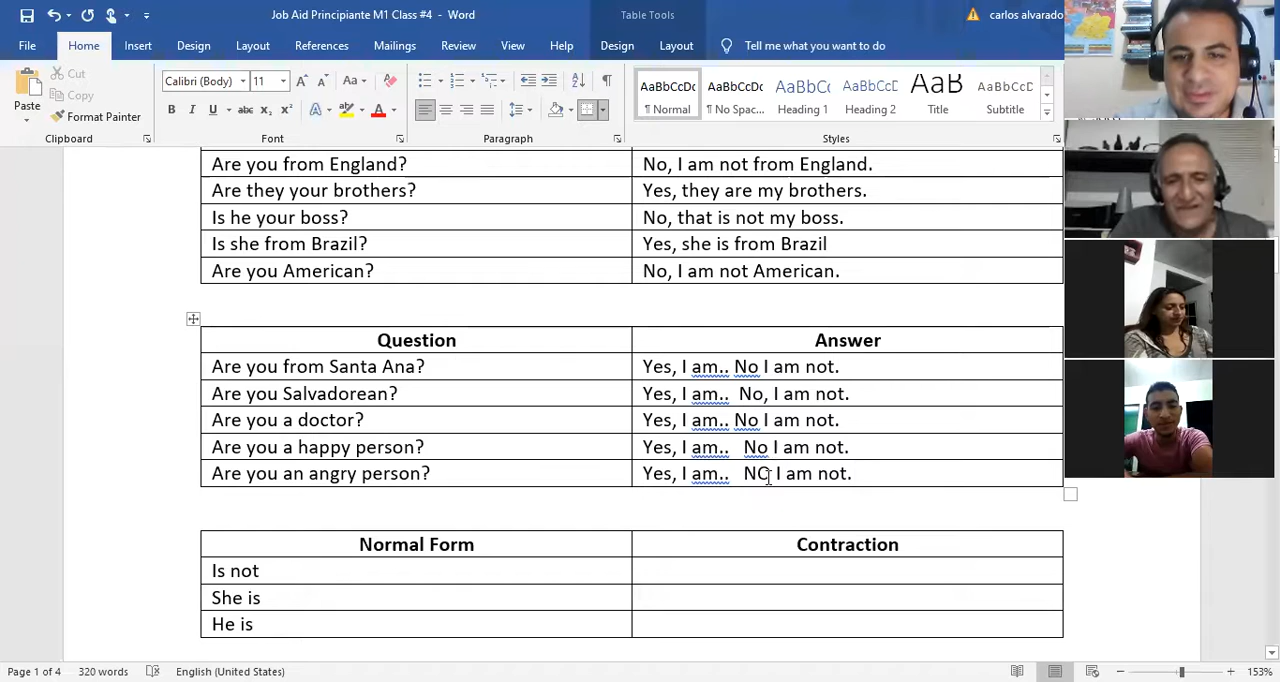 Job Aid Principiante M1 Class #4 - Word
Table Tools
carlos alvarado
File Home Insert Design Layout References Mailings Review View Help Design Layout Tell me what you want to do
Paste
Cut
Copy
Format Painter
Calibri (Body) 11
AaBbCcDc
¶ Normal
AaBbCcDc
¶ No Spac...
AaBbCc
Heading 1
AaBbCcD
Heading 2
AaB
Title
AaBbCcD
Subtitle
Clipboard Font Paragraph Styles
Are you from England? No, I am not from England.
Are they your brothers? Yes, they are my brothers.
Is he your boss? No, that is not my boss.
Is she from Brazil? Yes, she is from Brazil
Are you American? No, I am not American.
Question Answer
Are you from Santa Ana? Yes, I am.. No I am not.
Are you Salvadorean? Yes, I am.. No, I am not.
Are you a doctor? Yes, I am.. No I am not.
Are you a happy person? Yes, I am.. No I am not.
Are you an angry person? Yes, I am.. NO I am not.
Normal Form Contraction
Is not
She is
He is
Page 1 of 4 320 words English (United States) 153%